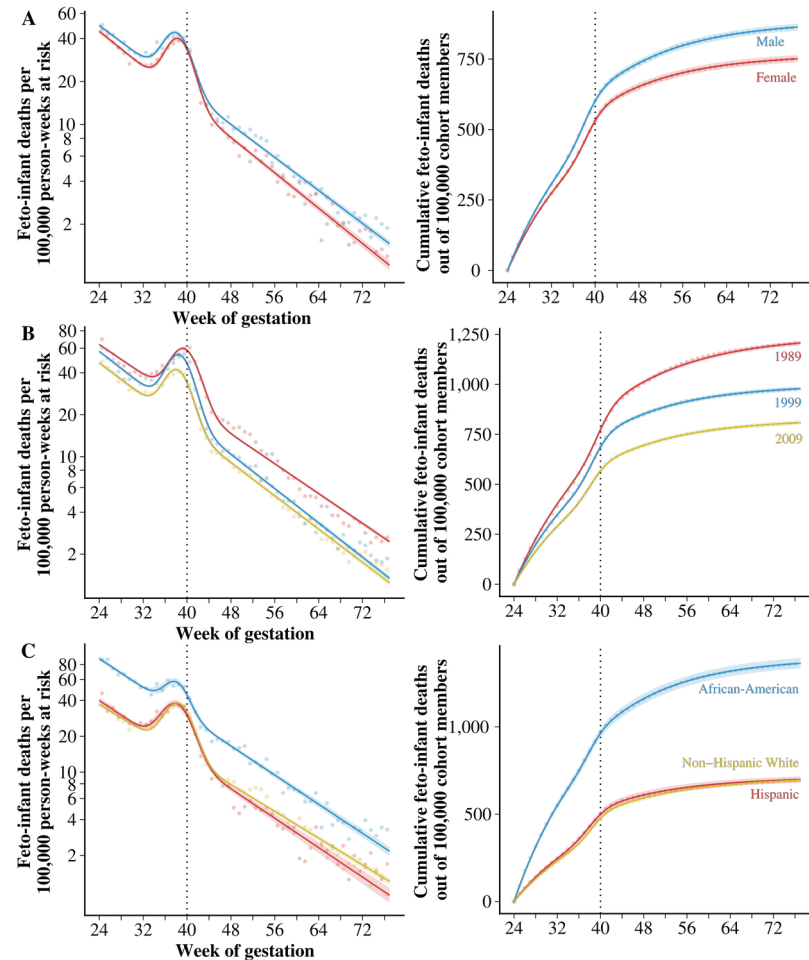 A
Feto-infant deaths per
100,000 person-weeks at risk
60
40
20
10
8
6
4
2
24 32 40 48 56 64 72
Week of gestation
Cumulative feto-infant deaths
out of 100,000 cohort members
750
500
250
0
Male
Female
24 32 40 48 56 64 72
B
Feto-infant deaths per
100,000 person-weeks at risk
80
60
40
20
10
8
6
4
2
24 32 40 48 56 64 72
Week of gestation
Cumulative feto-infant deaths
out of 100,000 cohort members
1,250
1,000
750
500
250
0
1989
1999
2009
24 32 40 48 56 64 72
C
Feto-infant deaths per
100,000 person-weeks at risk
80
60
40
20
10
8
6
4
2
24 32 40 48 56 64 72
Week of gestation
Cumulative feto-infant deaths
out of 100,000 cohort members
1,000
500
0
African-American
Non-Hispanic White
Hispanic
24 32 40 48 56 64 72